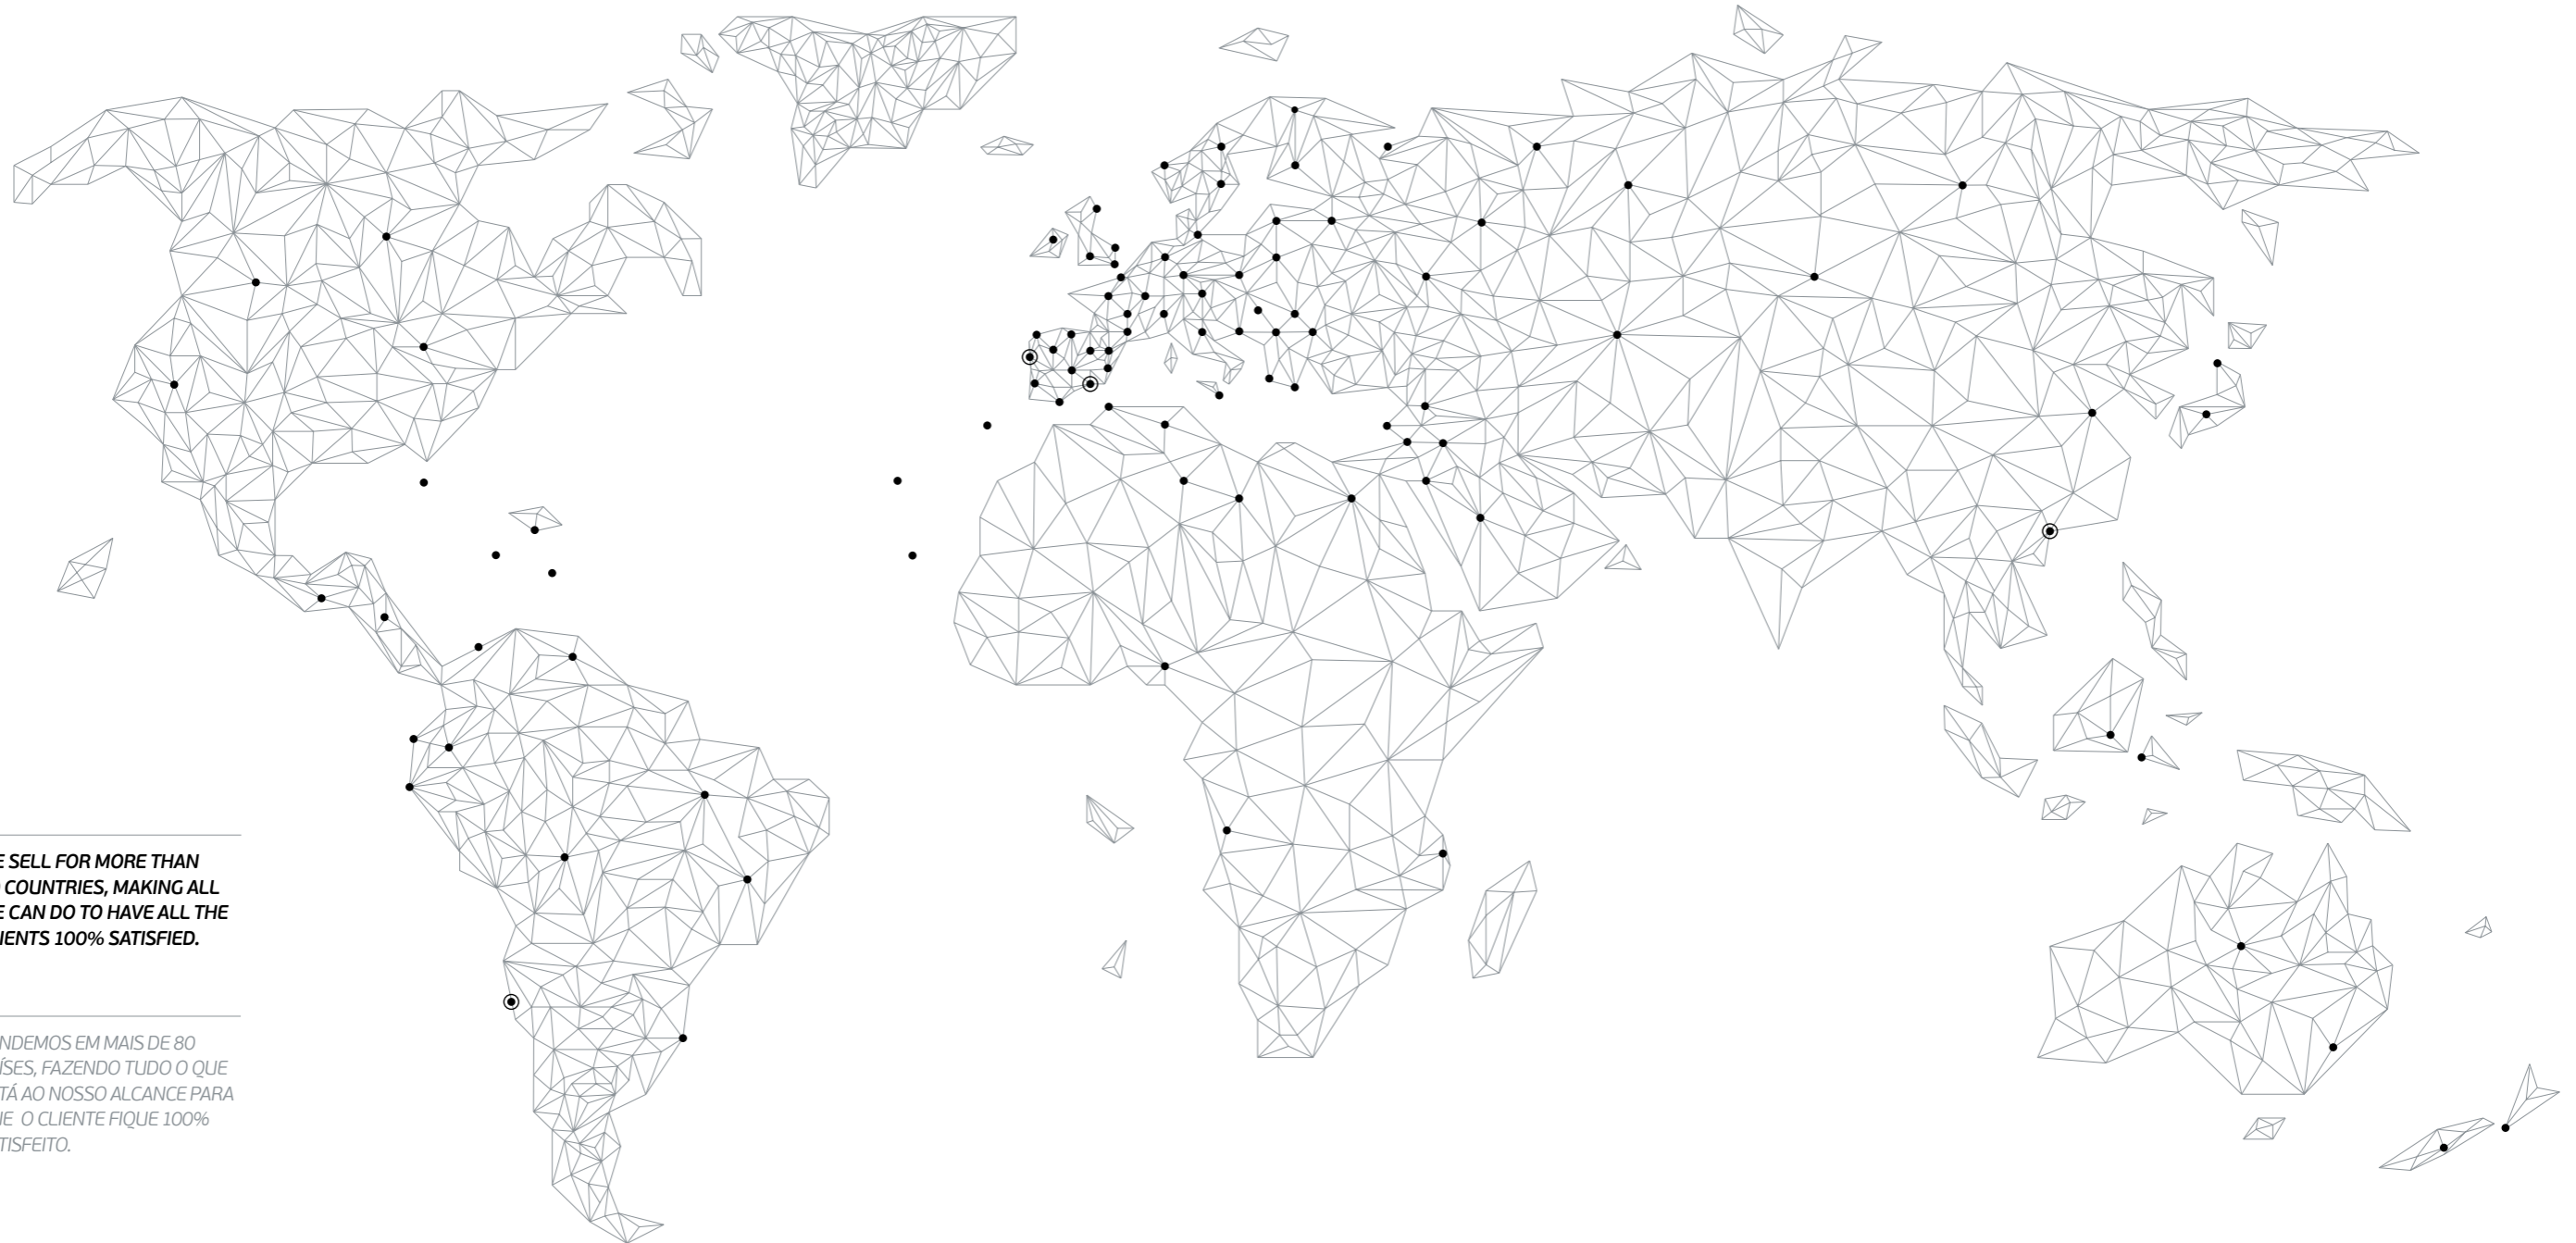 E SELL FOR MORE THAN
COUNTRIES, MAKING ALL
E CAN DO TO HAVE ALL THE
IENTS 100% SATISFIED.
NDEMOS EM MAIS DE 80
ÍSES, FAZENDO TUDO O QUE
TÁ AO NOSSO ALCANCE PARA
E O CLIENTE FIQUE 100%
TISFEITO.